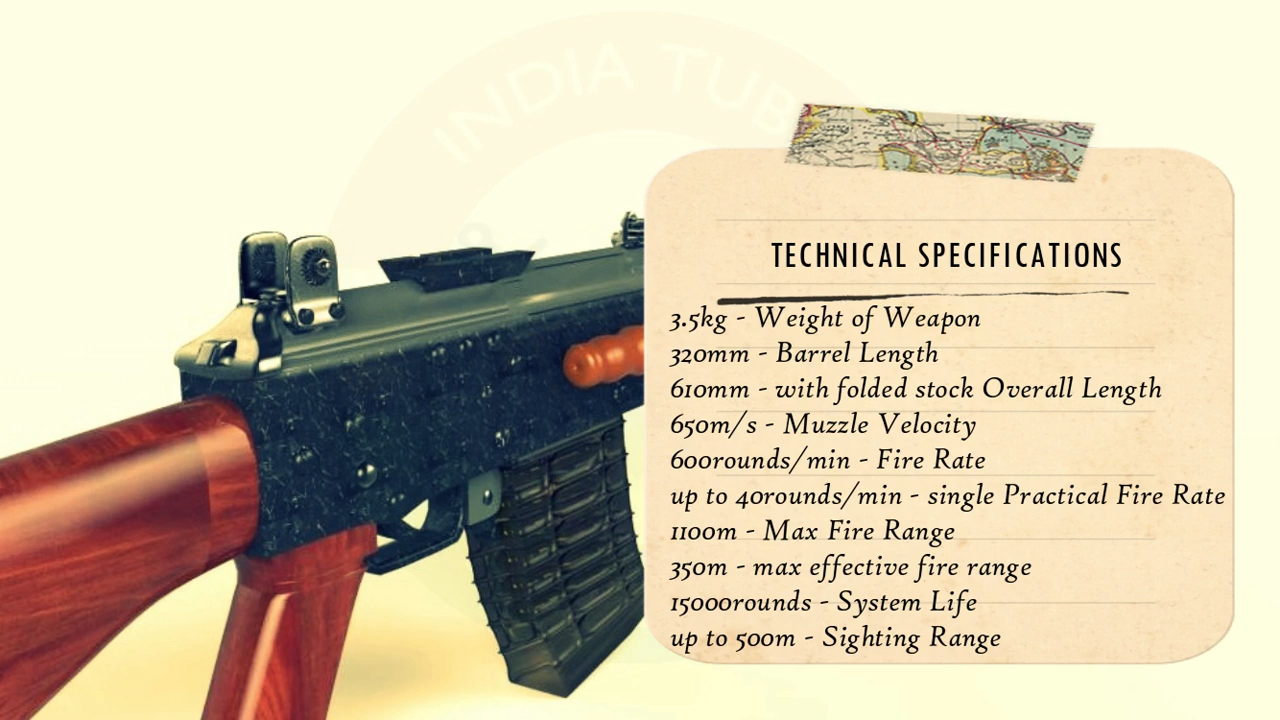 INDIA TUB
TECHNICAL SPECIFICATIONS
3.5kg - Weight of Weapon
320mm - Barrel Length
610mm - with folded stock Overall Length
650m/s - Muzzle Velocity
600rounds/min - Fire Rate
up to 40rounds/min - single Practical Fire Rate
1100m - Max Fire Range
350m - max effective fire range
15000rounds - System Life
up to 500m - Sighting Range